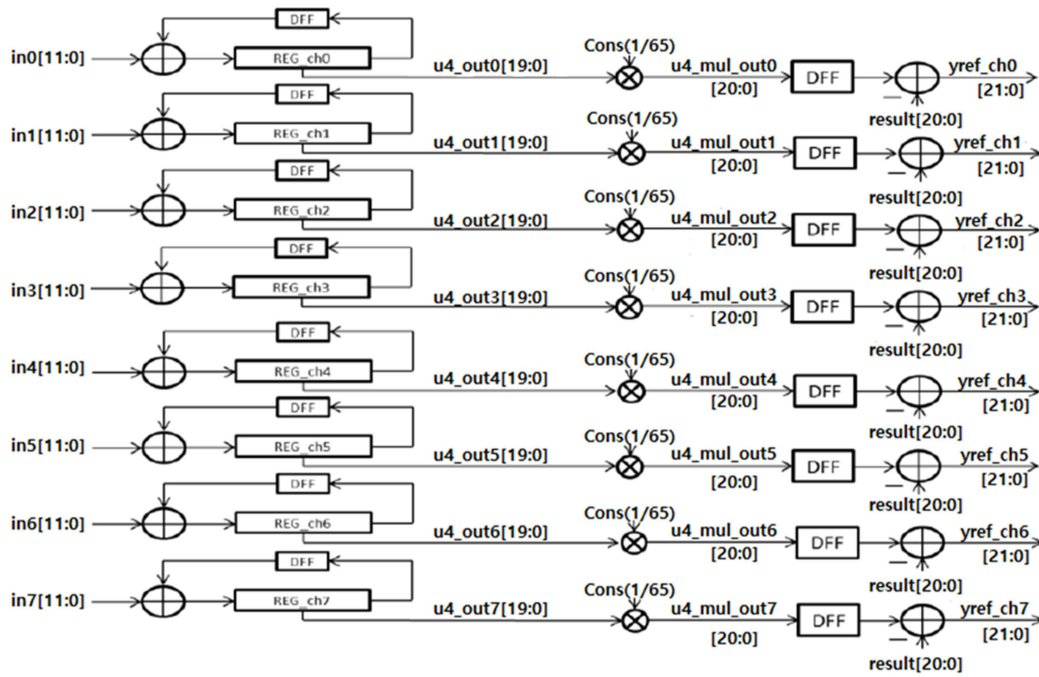 DFF
in0[11:0]
REG_ch0
u4_out0[19:0]
Cons(1/65)
u4_mul_out0
[20:0]
DFF
yref_ch0
[21:0]
result[20:0]
DFF
in1[11:0]
REG_ch1
u4_out1[19:0]
Cons(1/65)
u4_mul_out1
[20:0]
DFF
yref_ch1
[21:0]
result[20:0]
DFF
in2[11:0]
REG_ch2
u4_out2[19:0]
Cons(1/65)
u4_mul_out2
[20:0]
DFF
yref_ch2
[21:0]
result[20:0]
DFF
in3[11:0]
REG_ch3
u4_out3[19:0]
Cons(1/65)
u4_mul_out3
[20:0]
DFF
yref_ch3
[21:0]
result[20:0]
DFF
in4[11:0]
REG_ch4
u4_out4[19:0]
Cons(1/65)
u4_mul_out4
[20:0]
DFF
yref_ch4
[21:0]
result[20:0]
DFF
in5[11:0]
REG_ch5
u4_out5[19:0]
Cons(1/65)
u4_mul_out5
[20:0]
DFF
yref_ch5
[21:0]
result[20:0]
DFF
in6[11:0]
REG_ch6
u4_out6[19:0]
Cons(1/65)
u4_mul_out6
[20:0]
DFF
yref_ch6
[21:0]
result[20:0]
DFF
in7[11:0]
REG_ch7
u4_out7[19:0]
Cons(1/65)
u4_mul_out7
[20:0]
DFF
yref_ch7
[21:0]
result[20:0]